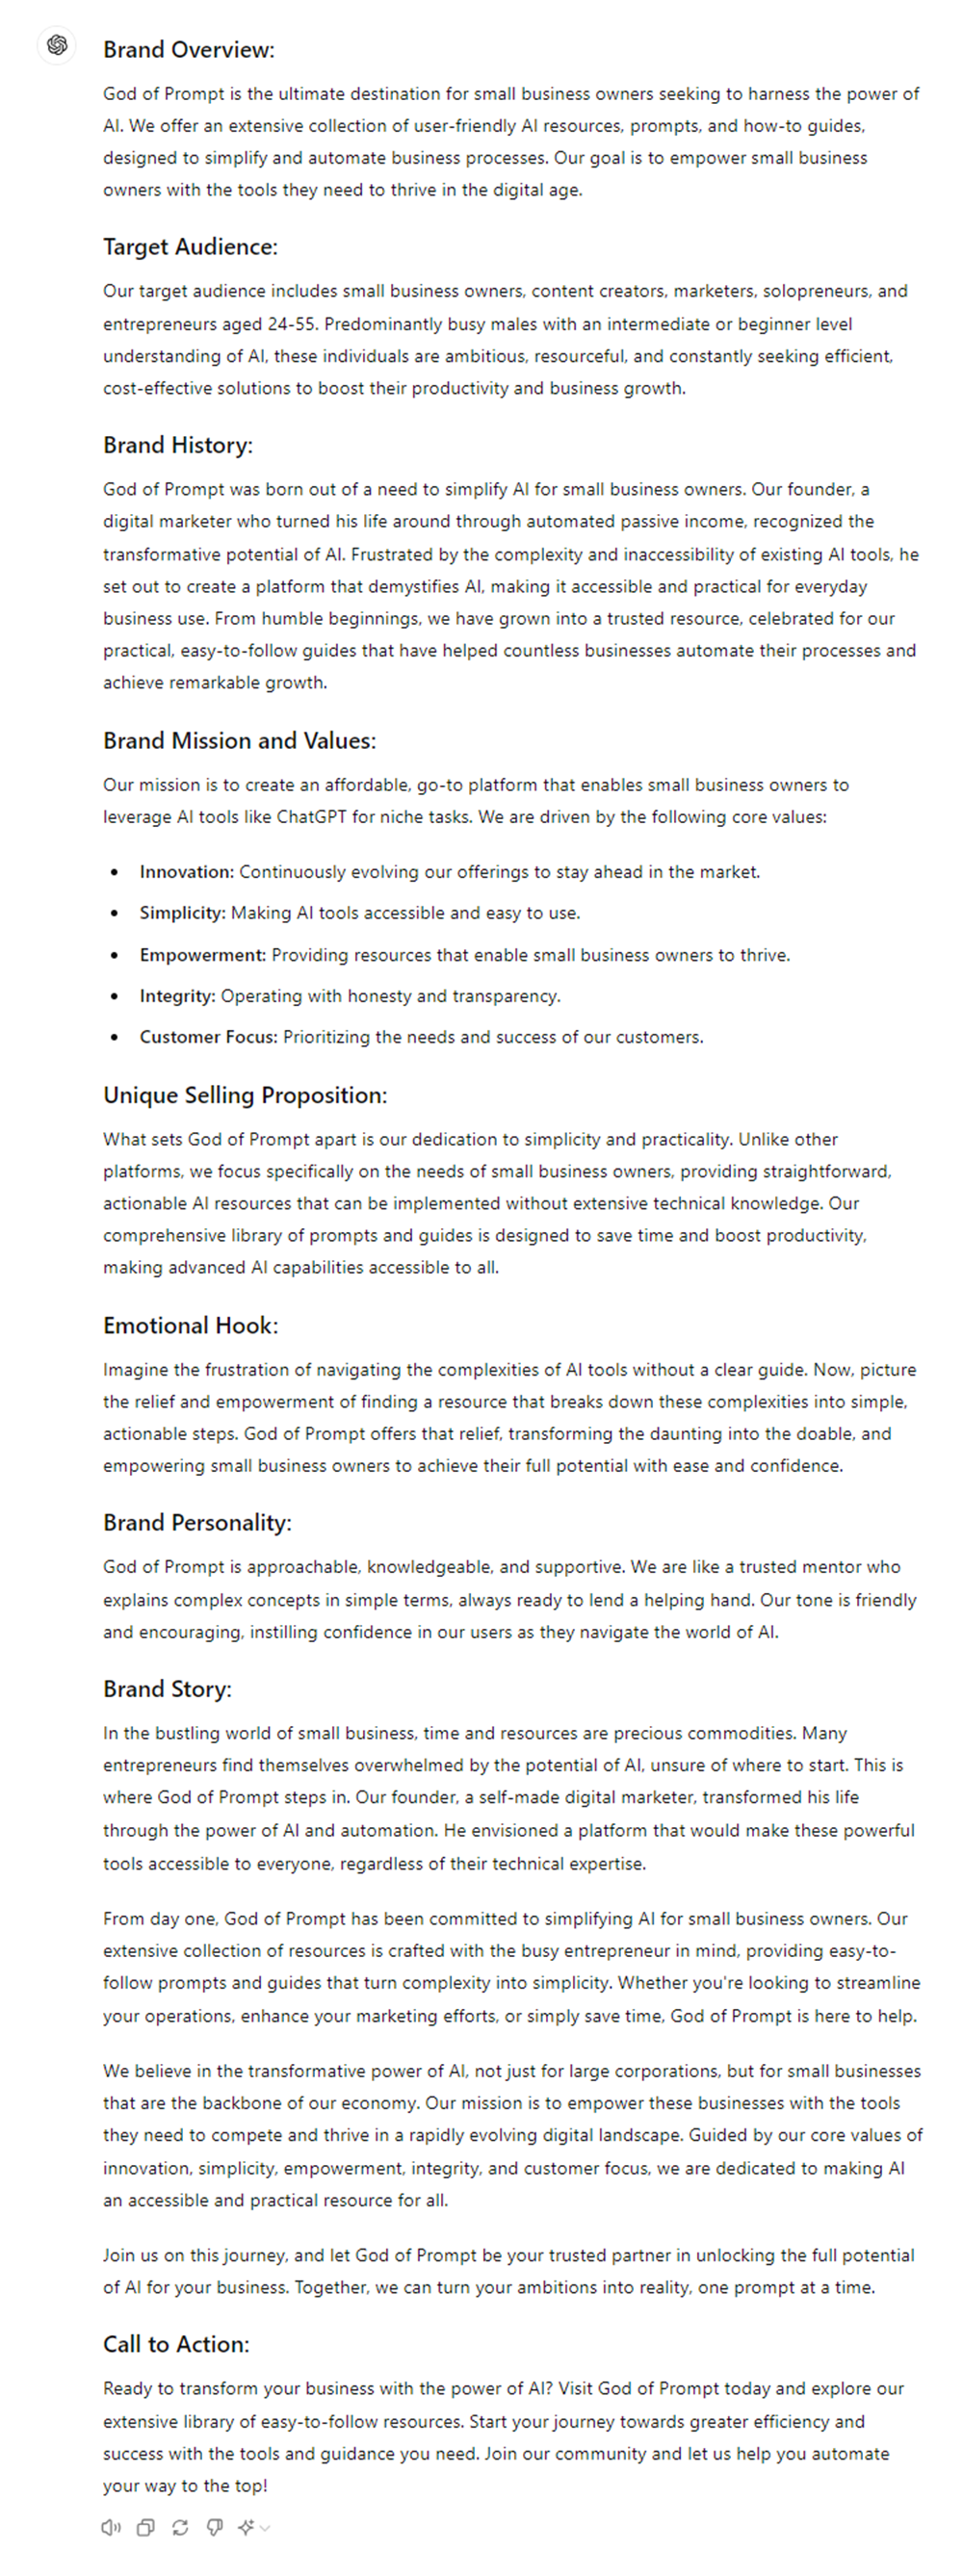 Brand Overview:
God of Prompt is the ultimate destination for small business owners seeking to harness the power of
AI. We offer an extensive collection of user-friendly AI resources, prompts, and how-to guides,
designed to simplify and automate business processes. Our goal is to empower small business
owners with the tools they need to thrive in the digital age.
Target Audience:
Our target audience includes small business owners, content creators, marketers, solopreneurs, and
entrepreneurs aged 24-55. Predominantly busy males with an intermediate or beginner level
understanding of AI, these individuals are ambitious, resourceful, and constantly seeking efficient,
cost-effective solutions to boost their productivity and business growth.
Brand History:
God of Prompt was born out of a need to simplify AI for small business owners. Our founder, a
digital marketer who turned his life around through automated passive income, recognized the
transformative potential of AI. Frustrated by the complexity and inaccessibility of existing AI tools, he
set out to create a platform that demystifies AI, making it accessible and practical for everyday
business use. From humble beginnings, we have grown into a trusted resource, celebrated for our
practical, easy-to-follow guides that have helped countless businesses automate their processes and
achieve remarkable growth.
Brand Mission and Values:
Our mission is to create an affordable, go-to platform that enables small business owners to
leverage AI tools like ChatGPT for niche tasks. We are driven by the following core values:
• Innovation: Continuously evolving our offerings to stay ahead in the market.
• Simplicity: Making AI tools accessible and easy to use.
• Empowerment: Providing resources that enable small business owners to thrive.
• Integrity: Operating with honesty and transparency.
• Customer Focus: Prioritizing the needs and success of our customers.
Unique Selling Proposition:
What sets God of Prompt apart is our dedication to simplicity and practicality. Unlike other
platforms, we focus specifically on the needs of small business owners, providing straightforward,
actionable AI resources that can be implemented without extensive technical knowledge. Our
comprehensive library of prompts and guides is designed to save time and boost productivity,
making advanced AI capabilities accessible to all.
Emotional Hook:
Imagine the frustration of navigating the complexities of AI tools without a clear guide. Now, picture
the relief and empowerment of finding a resource that breaks down these complexities into simple,
actionable steps. God of Prompt offers that relief, transforming the daunting into the doable, and
empowering small business owners to achieve their full potential with ease and confidence.
Brand Personality:
God of Prompt is approachable, knowledgeable, and supportive. We are like a trusted mentor who
explains complex concepts in simple terms, always ready to lend a helping hand. Our tone is friendly
and encouraging, instilling confidence in our users as they navigate the world of AI.
Brand Story:
In the bustling world of small business, time and resources are precious commodities. Many
entrepreneurs find themselves overwhelmed by the potential of AI, unsure of where to start. This is
where God of Prompt steps in. Our founder, a self-made digital marketer, transformed his life
through the power of AI and automation. He envisioned a platform that would make these powerful
tools accessible to everyone, regardless of their technical expertise.
From day one, God of Prompt has been committed to simplifying AI for small business owners. Our
extensive collection of resources is crafted with the busy entrepreneur in mind, providing easy-to-
follow prompts and guides that turn complexity into simplicity. Whether you're looking to streamline
your operations, enhance your marketing efforts, or simply save time, God of Prompt is here to help.
We believe in the transformative power of AI, not just for large corporations, but for small businesses
that are the backbone of our economy. Our mission is to empower these businesses with the tools
they need to compete and thrive in a rapidly evolving digital landscape. Guided by our core values of
innovation, simplicity, empowerment, integrity, and customer focus, we are dedicated to making AI
an accessible and practical resource for all.
Join us on this journey, and let God of Prompt be your trusted partner in unlocking the full potential
of AI for your business. Together, we can turn your ambitions into reality, one prompt at a time.
Call to Action:
Ready to transform your business with the power of AI? Visit God of Prompt today and explore our
extensive library of easy-to-follow resources. Start your journey towards greater efficiency and
success with the tools and guidance you need. Join our community and let us help you automate
your way to the top!